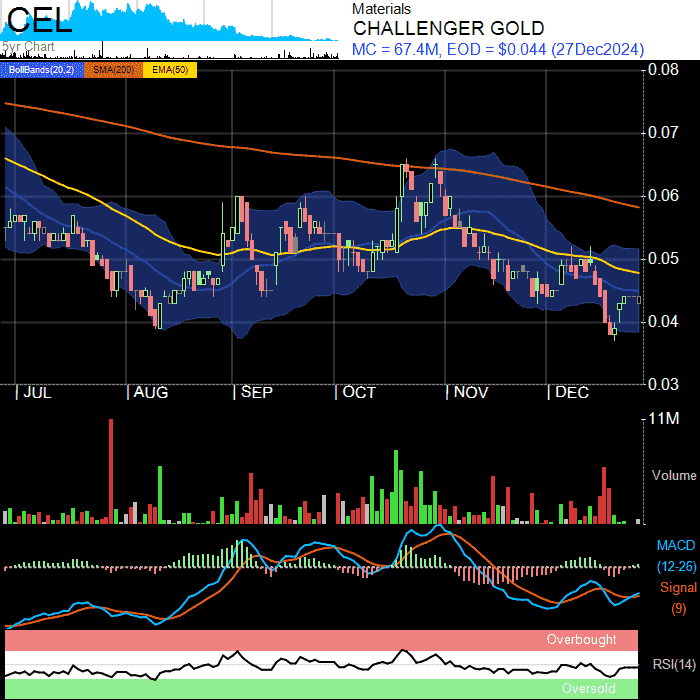 CEL
5yr Chart
Materials
CHALLENGER GOLD
MC = 67.4M, EOD = $0.044 (27Dec2024)
BollBands(20,2) SMA(200) EMA(50)
0.08
0.07
0.06
0.05
0.04
0.03
JUL AUG SEP OCT NOV DEC
11M
Volume
MACD
(12-26)
Signal
(9)
Overbought
RSI(14)
Oversold